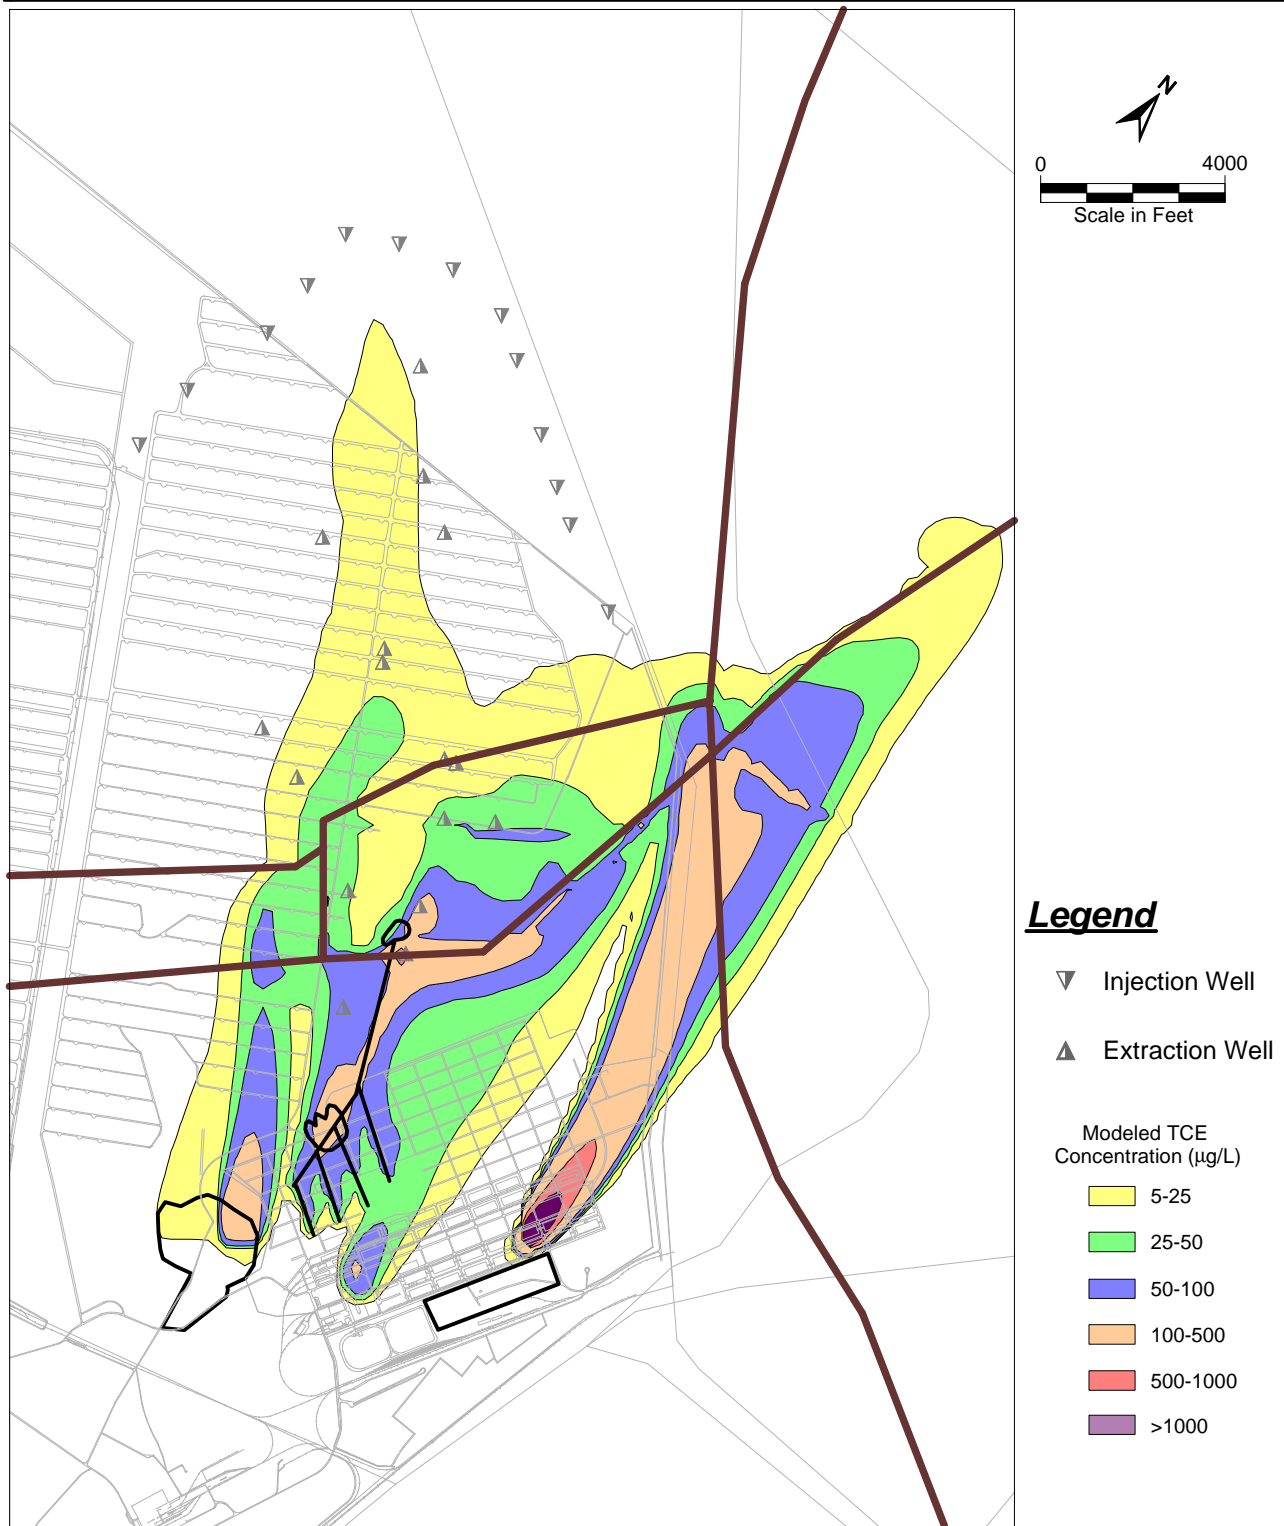 N
0 4000
Scale in Feet
Legend
Injection Well
Extraction Well
Modeled TCE
Concentration (µg/L)
5-25
25-50
50-100
100-500
500-1000
>1000